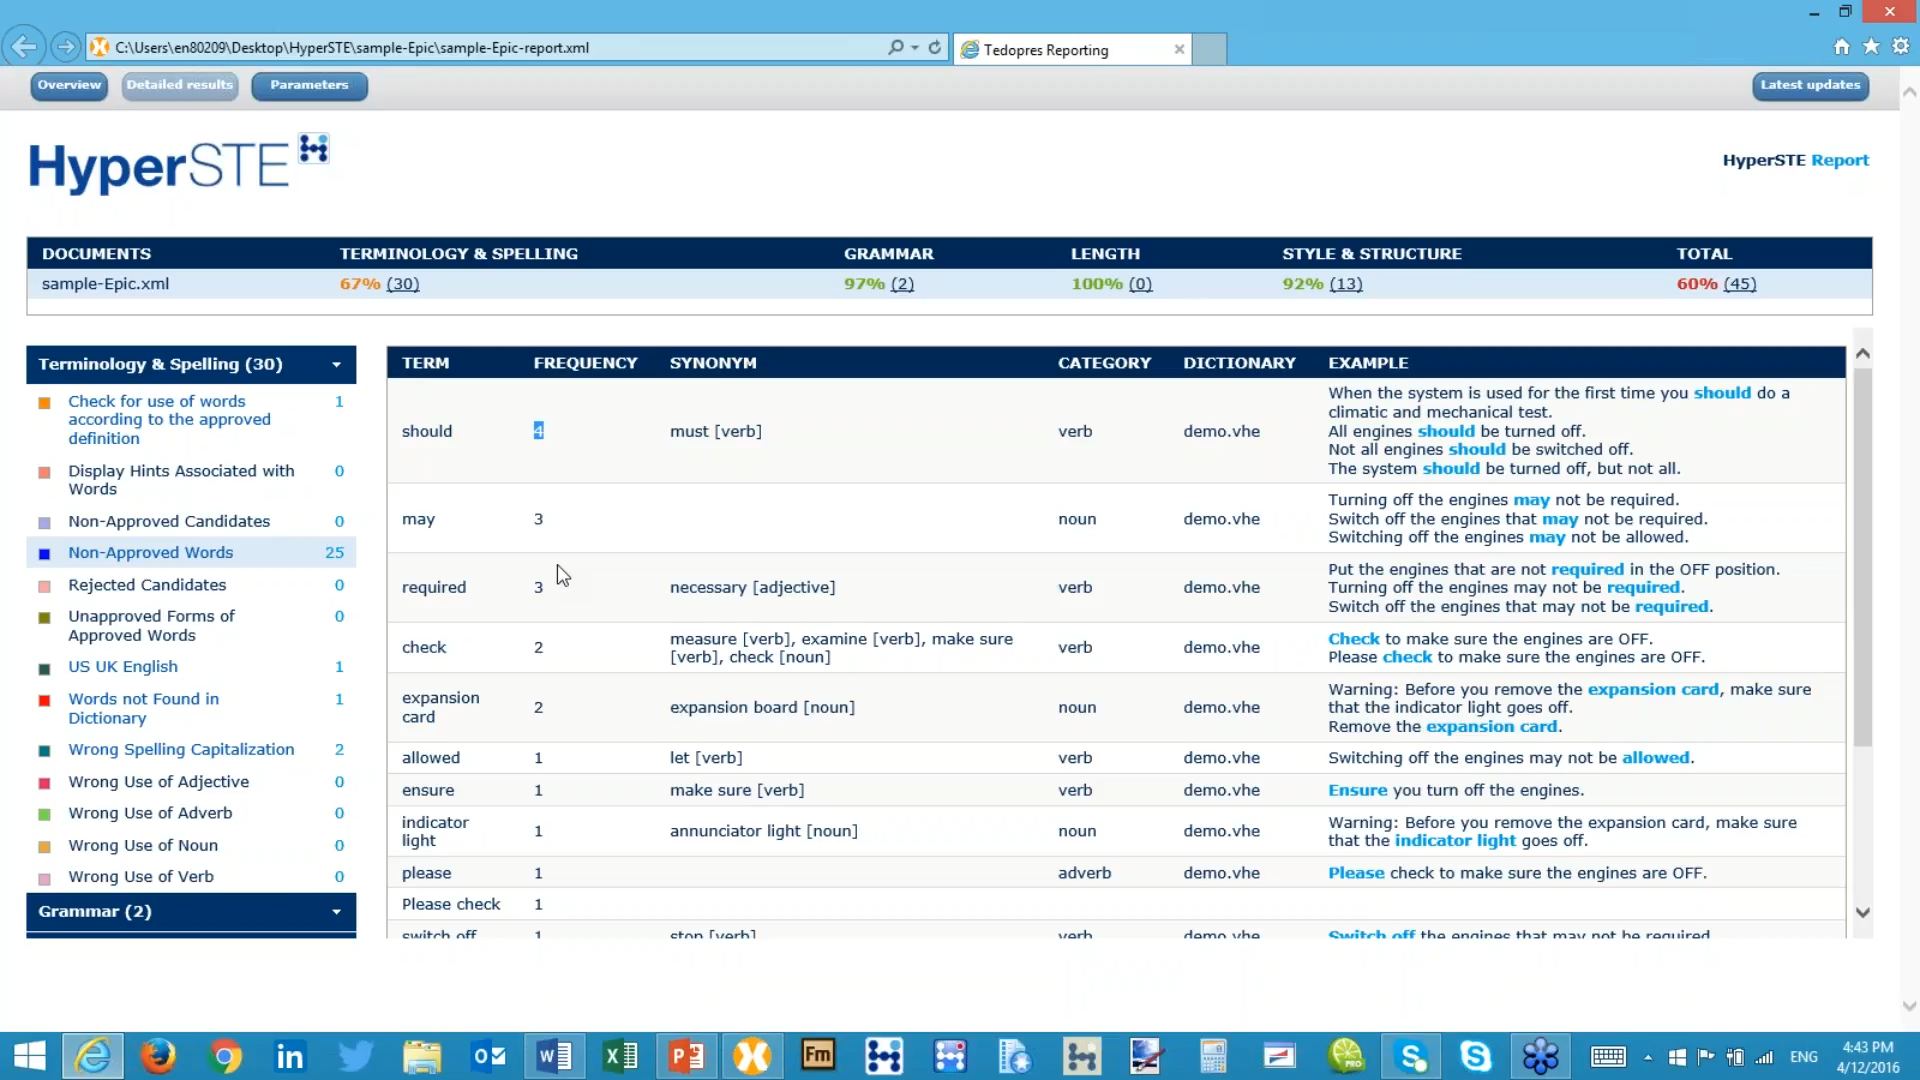 C:\Users\en80209\Desktop\HyperSTE\sample-Epic\sample-Epic-report.xml
Tedopres Reporting
Overview
Detailed results
Parameters
Latest updates
HyperSTE
HyperSTE Report
DOCUMENTS TERMINOLOGY & SPELLING GRAMMAR LENGTH STYLE & STRUCTURE TOTAL
sample-Epic.xml 67% (30) 97% (2) 100% (0) 92% (13) 60% (45)
Terminology & Spelling (30)
Check for use of words 1
according to the approved
definition
Display Hints Associated with 0
Words
Non-Approved Candidates 0
Non-Approved Words 25
Rejected Candidates 0
Unapproved Forms of 0
Approved Words
US UK English 1
Words not Found in 1
Dictionary
Wrong Spelling Capitalization 2
Wrong Use of Adjective 0
Wrong Use of Adverb 0
Wrong Use of Noun 0
Wrong Use of Verb 0
Grammar (2)
TERM FREQUENCY SYNONYM CATEGORY DICTIONARY EXAMPLE
should 4 must [verb] verb demo.vhe
When the system is used for the first time you should do a
climatic and mechanical test.
All engines should be turned off.
Not all engines should be switched off.
The system should be turned off, but not all.
may 3 noun demo.vhe
Turning off the engines may not be required.
Switch off the engines that may not be required.
Switching off the engines may not be allowed.
required 3 necessary [adjective] verb demo.vhe
Put the engines that are not required in the OFF position.
Turning off the engines may not be required.
Switch off the engines that may not be required.
check 2 measure [verb], examine [verb], make sure
[verb], check [noun]
verb demo.vhe
Check to make sure the engines are OFF.
Please check to make sure the engines are OFF.
expansion
card
2 expansion board [noun] noun demo.vhe
Warning: Before you remove the expansion card, make sure
that the indicator light goes off.
Remove the expansion card.
allowed 1 let [verb] verb demo.vhe Switching off the engines may not be allowed.
ensure 1 make sure [verb] verb demo.vhe Ensure you turn off the engines.
indicator
light
1 annunciator light [noun] noun demo.vhe
Warning: Before you remove the expansion card, make sure
that the indicator light goes off.
please 1 adverb demo.vhe Please check to make sure the engines are OFF.
Please check 1
switch off 1 stop [verb] verb demo.vhe Switch off the engines that may not be required.
Fm
PRO
ENG
4:43 PM
4/12/2016